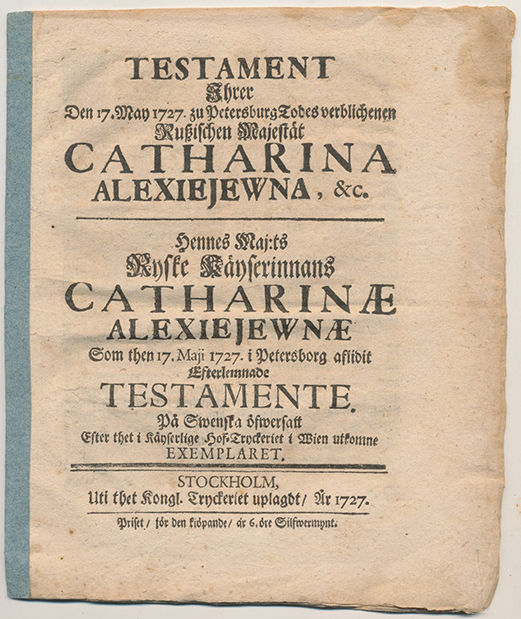 TESTAMENT
Ihrer
Den 17. May 1727. zu Petersburg Todes verblichenen
Rußischen Majestät
CATHARINA
ALEXIEJEWNA, &c.
Hennes Maj:ts
Ryske Käyserinnans
CATHARINÆ
ALEXIEJEWNÆ
Som then 17. Maji 1727. i Petersborg aflidit
Efterlemnade
TESTAMENTE.
På Swenska öfwersatt
Efter thet i Käyserlige Hof-Tryckeriet i Wien utkomne
EXEMPLARET.
STOCKHOLM,
Uti thet Kongl. Tryckeriet uplagdt/ År 1727.
Priset/ för den kiöpande/ är 6. öre Silfwermynt.